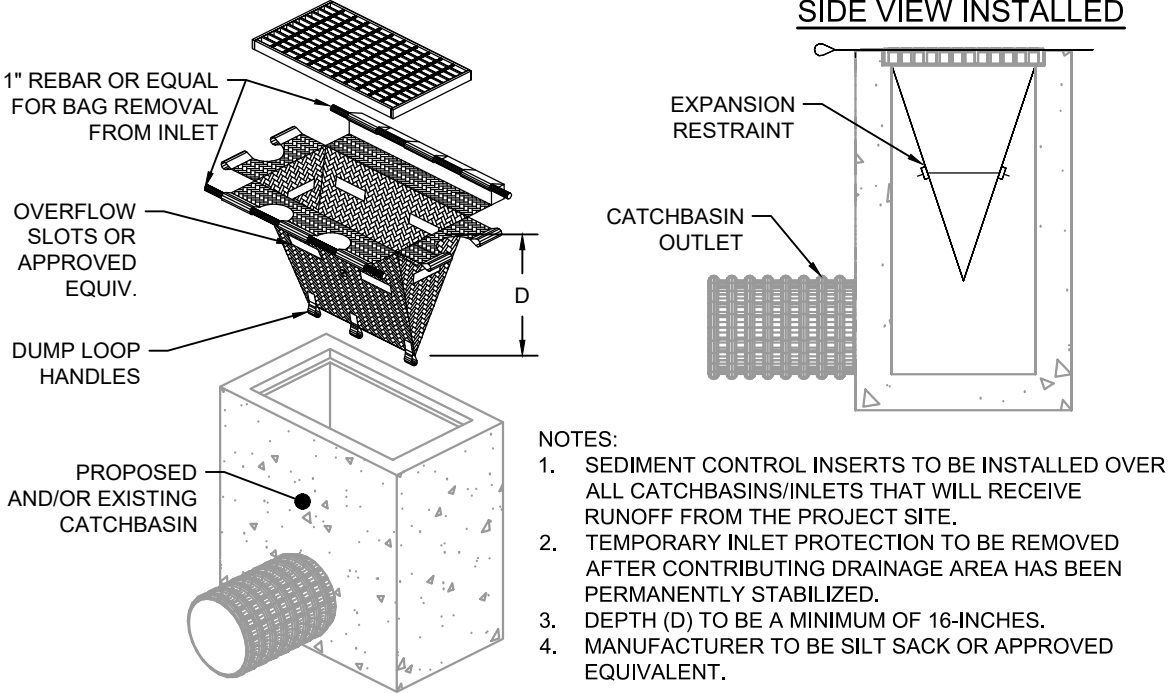 SIDE VIEW INSTALLED
1" REBAR OR EQUAL
FOR BAG REMOVAL
FROM INLET
OVERFLOW
SLOTS OR
APPROVED
EQUIV.
D
DUMP LOOP
HANDLES
PROPOSED
AND/OR EXISTING
CATCHBASIN
EXPANSION
RESTRAINT
CATCHBASIN
OUTLET
NOTES:
1. SEDIMENT CONTROL INSERTS TO BE INSTALLED OVER
ALL CATCHBASINS/INLETS THAT WILL RECEIVE
RUNOFF FROM THE PROJECT SITE.
2. TEMPORARY INLET PROTECTION TO BE REMOVED
AFTER CONTRIBUTING DRAINAGE AREA HAS BEEN
PERMANENTLY STABILIZED.
3. DEPTH (D) TO BE A MINIMUM OF 16-INCHES.
4. MANUFACTURER TO BE SILT SACK OR APPROVED
EQUIVALENT.